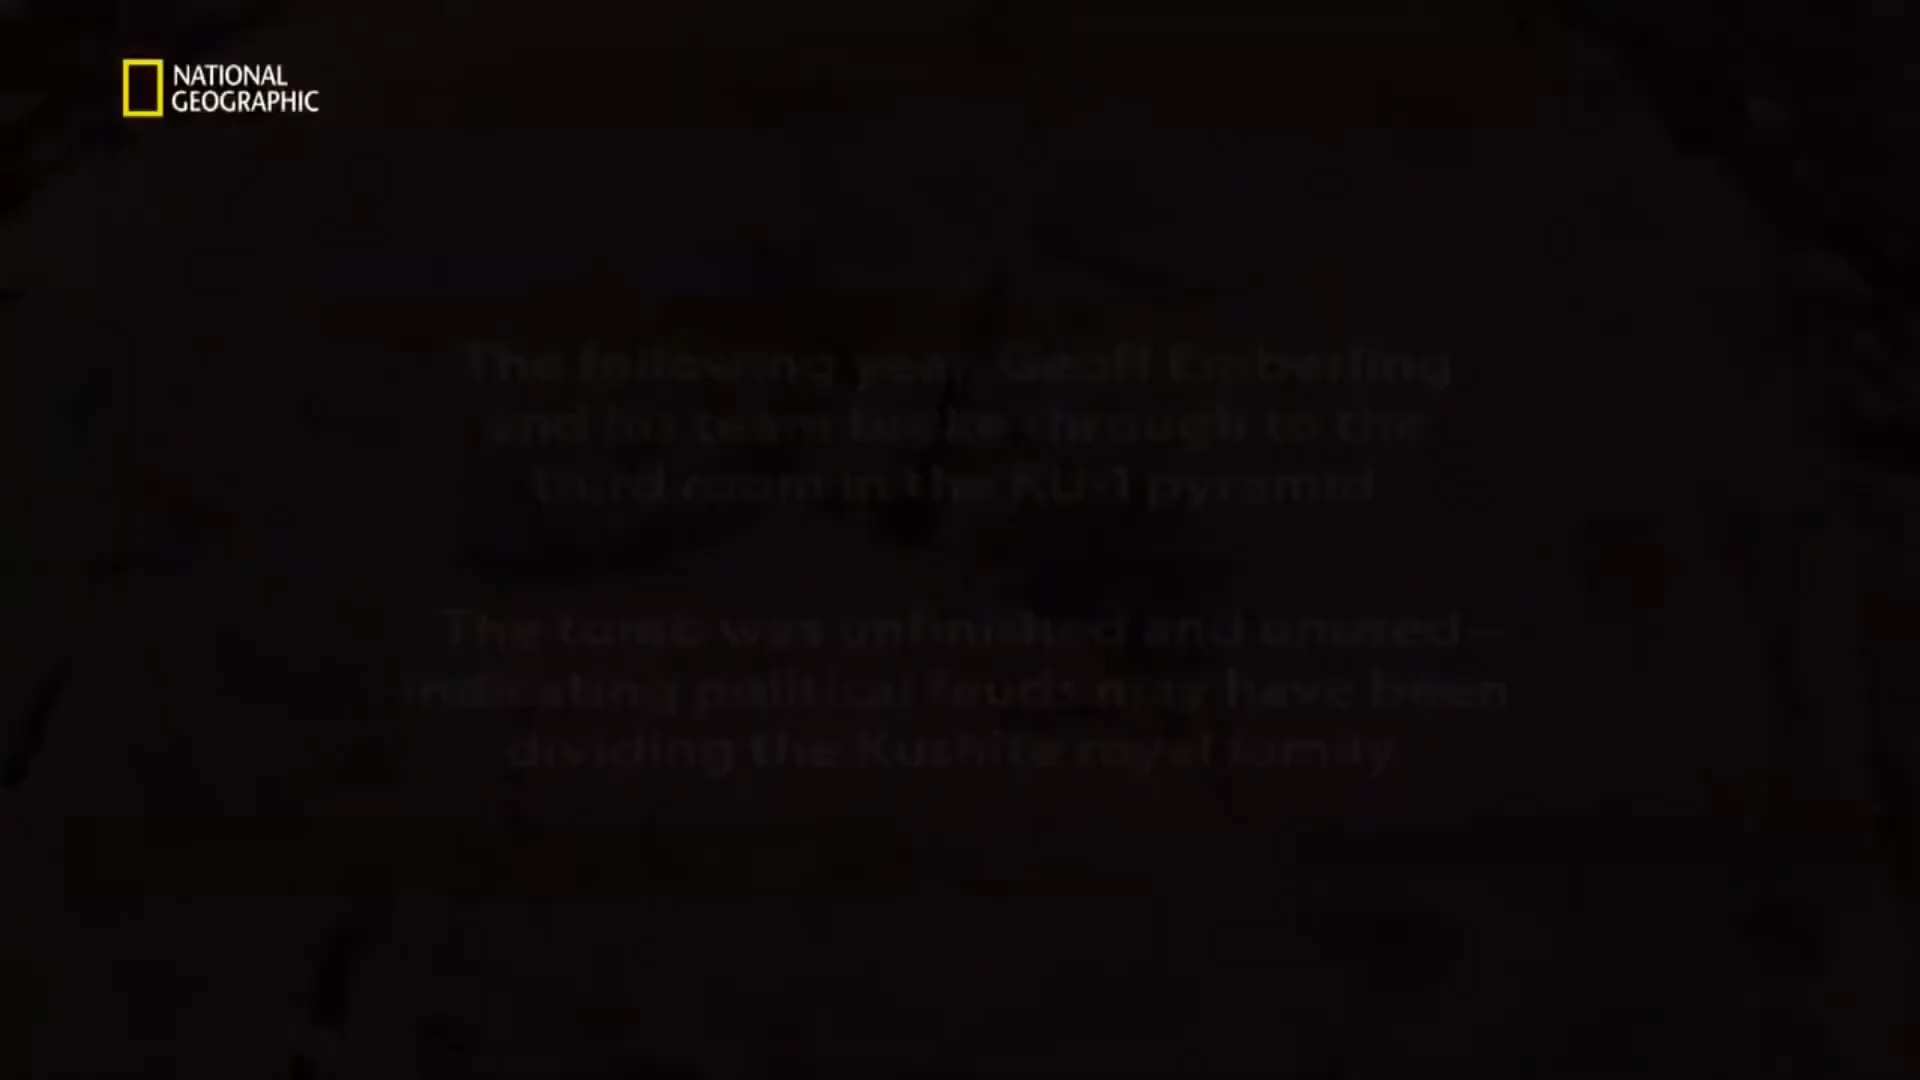 NATIONAL
GEOGRAPHIC
The following year, Geoff Emberling
and his team broke through to the
third room in the KU-1 pyramid
The tomb was unfinished and unused—
indicating political feuds may have been
dividing the Kushite royal family